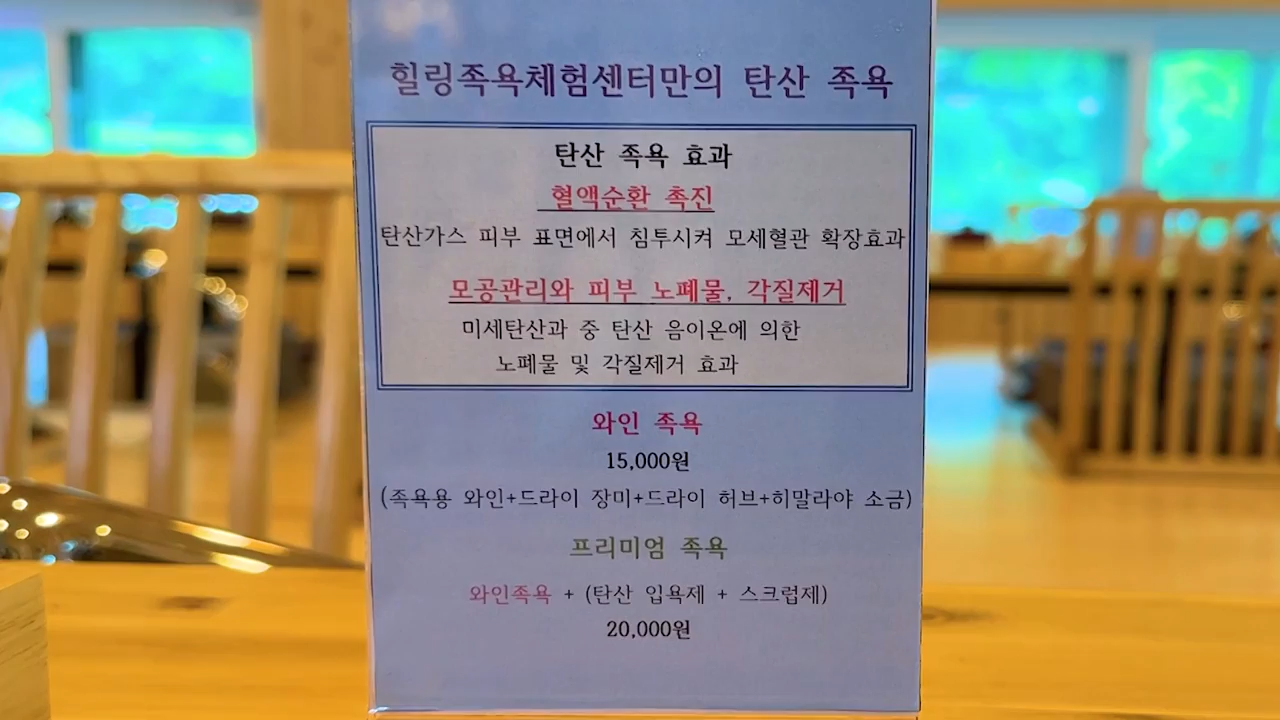 힐링족욕체험센터만의 탄산 족욕
탄산 족욕 효과
혈액순환 촉진
탄산가스 피부 표면에서 침투시켜 모세혈관 확장효과
모공관리와 피부 노폐물, 각질제거
미세탄산과 중 탄산 음이온에 의한
노폐물 및 각질제거 효과
와인 족욕
15,000원
(족욕용 와인+드라이 장미+드라이 허브+히말라야 소금)
프리미엄 족욕
와인족욕 + (탄산 입욕제 + 스크럽제)
20,000원